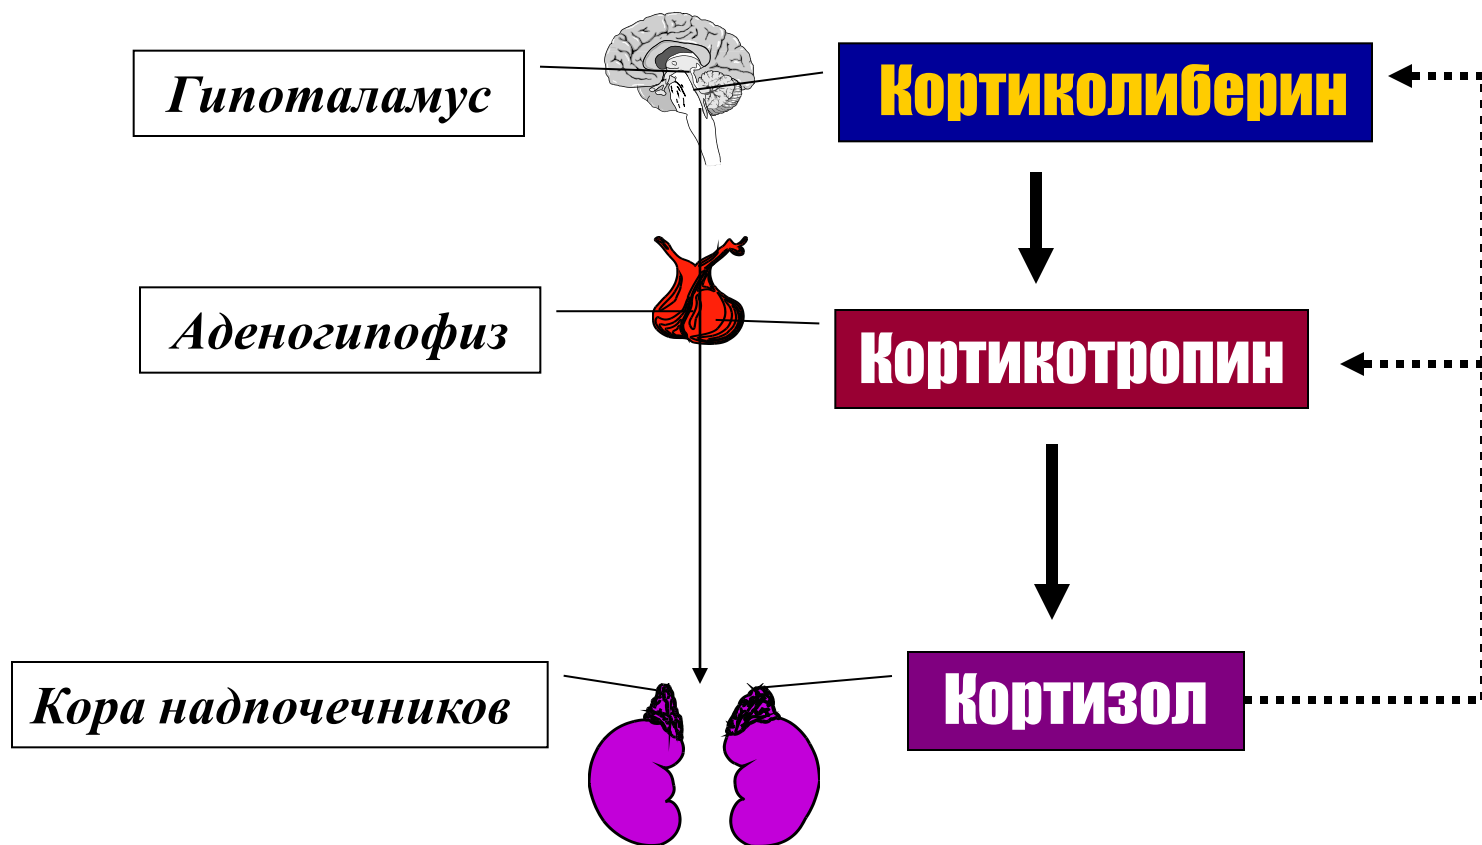 Гипоталамус
Кортиколиберин
Аденогипофиз
Кортикотропин
Кора надпочечников
Кортизол